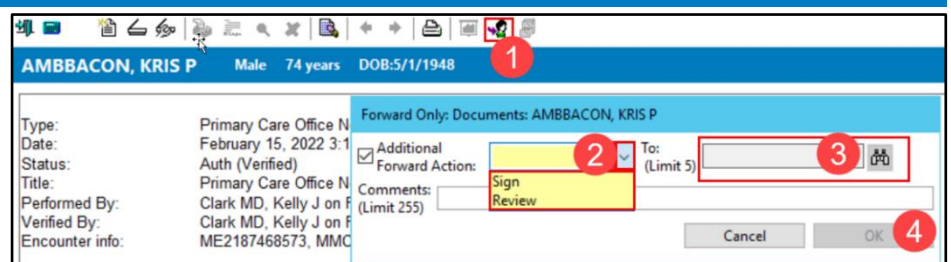 1
AMBBACON, KRIS P Male 74 years DOB:5/1/1948
Type: Primary Care Office N
Date: February 15, 2022 3:1
Status: Auth (Verified)
Title: Primary Care Office N
Performed By: Clark MD, Kelly J on F
Verified By: Clark MD, Kelly J on F
Encounter info: ME2187468573, MMC
Forward Only: Documents: AMBBACON, KRIS P
Additional Forward Action: 2 To: (Limit 5) 3
Sign
Review
Comments: (Limit 255)
Cancel OK 4